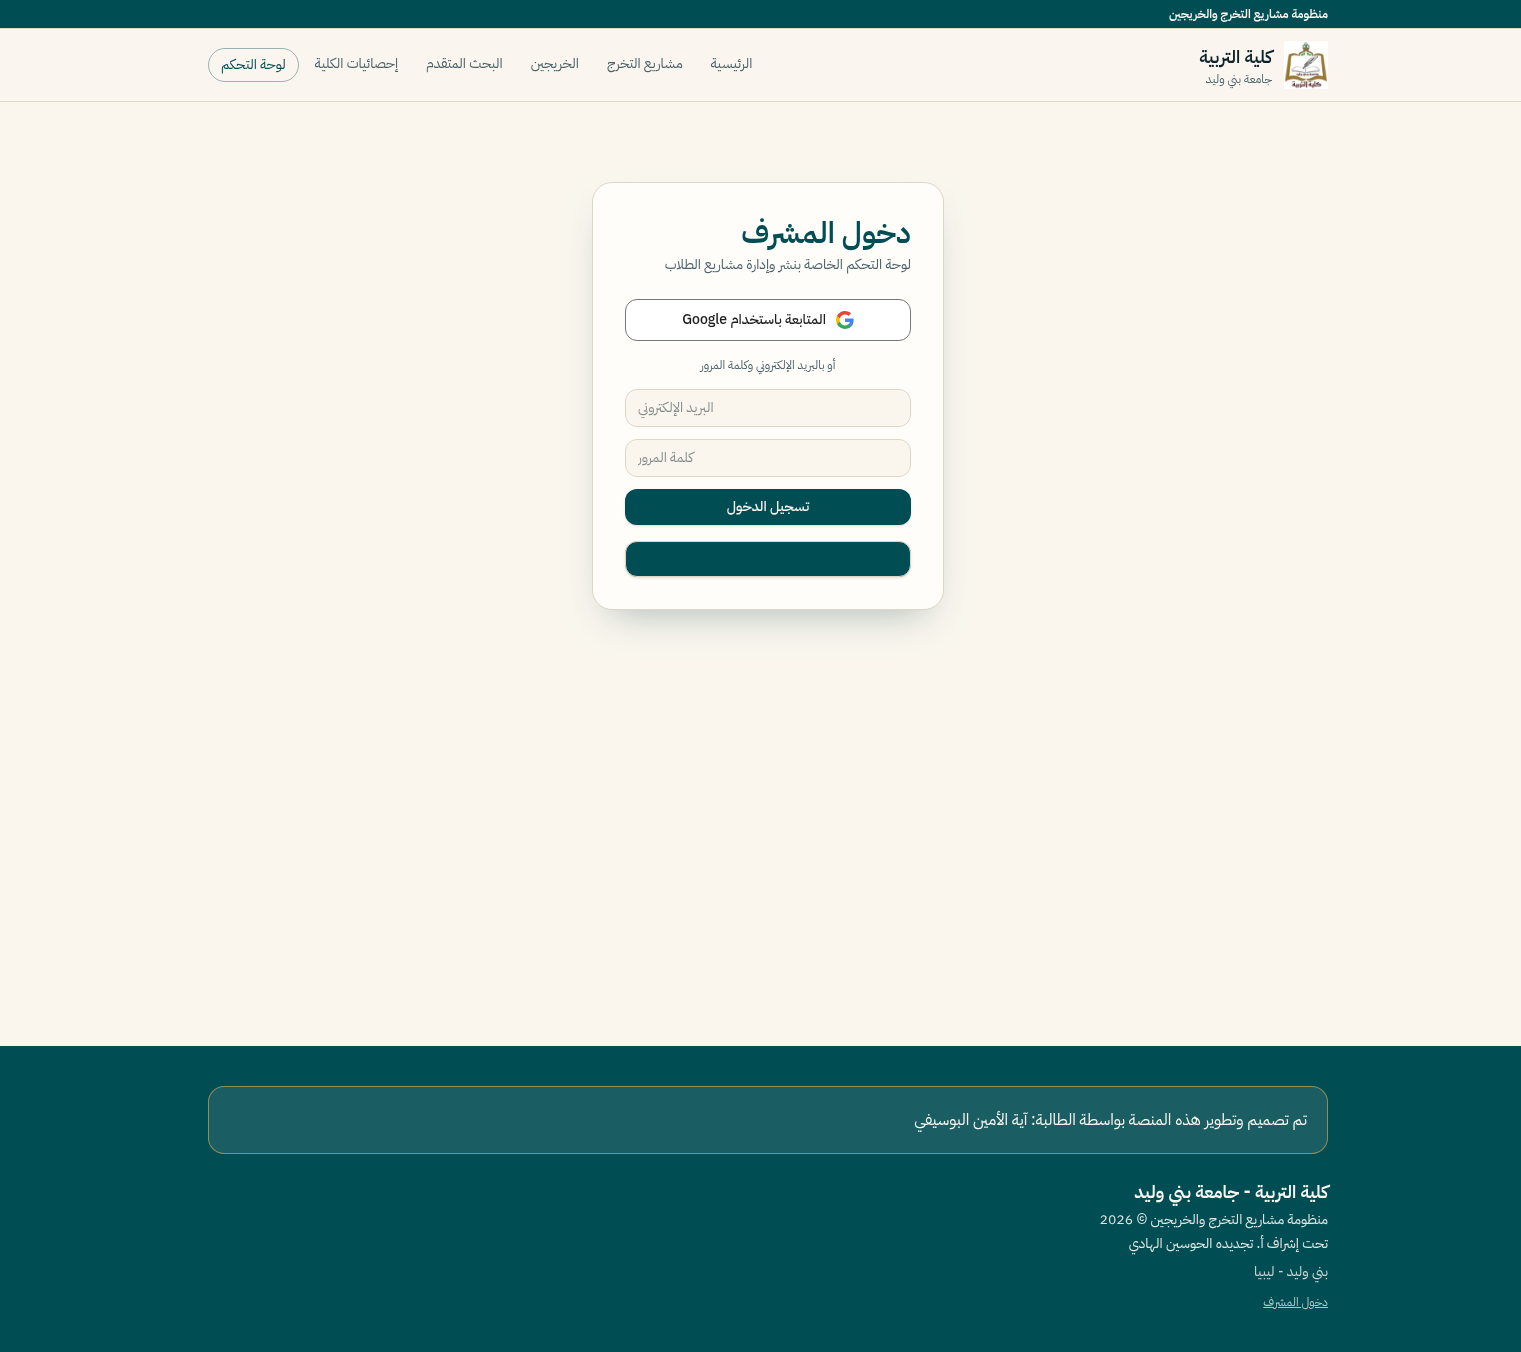 منظومة مشاريع التخرج والخريجين
كلية التربية
جامعة بني وليد
كلية التربية
الرئيسية
مشاريع التخرج
الخريجين
البحث المتقدم
إحصائيات الكلية
لوحة التحكم
دخول المشرف
لوحة التحكم الخاصة بنشر وإدارة مشاريع الطلاب
المتابعة باستخدام Google
أو بالبريد الإلكتروني وكلمة المرور
البريد الإلكتروني
كلمة المرور
تسجيل الدخول
تم تصميم وتطوير هذه المنصة بواسطة الطالبة: آية الأمين البوسيفي
كلية التربية - جامعة بني وليد
منظومة مشاريع التخرج والخريجين © 2026
تحت إشراف أ. تجديده الحوسين الهادي
بني وليد - ليبيا
دخول المشرف